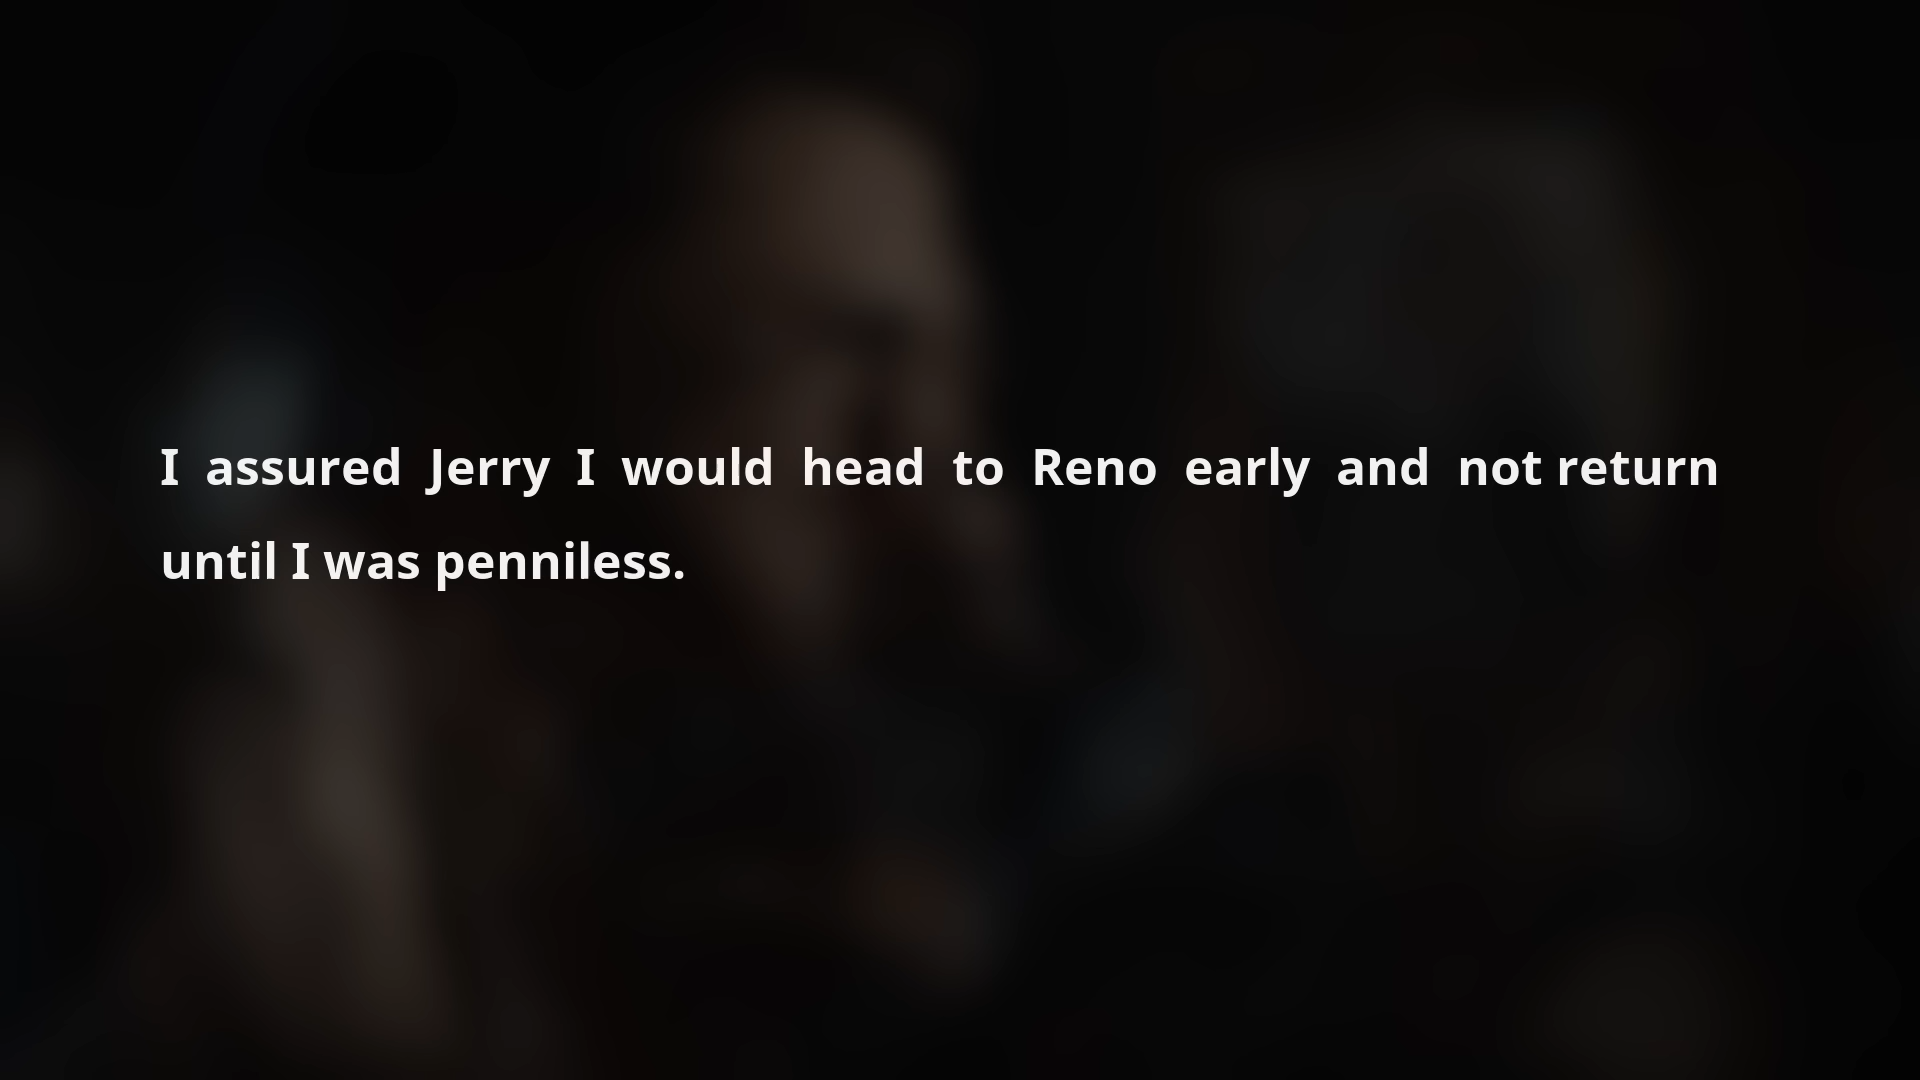 I assured Jerry I would head to Reno early and not return
until I was penniless.